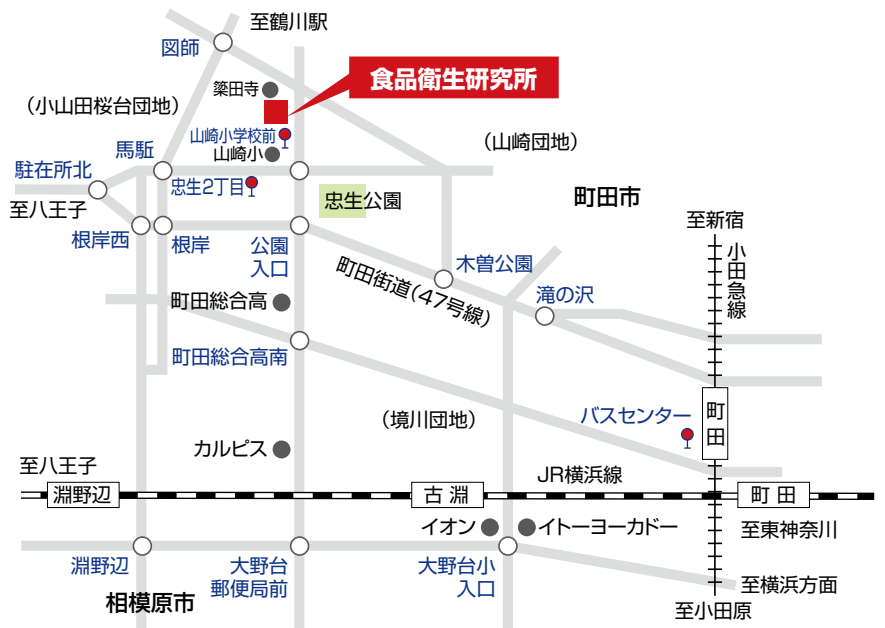 至鶴川駅
図師
食品衛生研究所
簗田寺
(小山田桜台団地)
山崎小学校前
(山崎団地)
馬駈
山崎小
駐在所北
忠生2丁目
忠生公園
町田市
至八王子
至新宿
根岸西
根岸
公園
入口
小田急線
木曽公園
町田街道(47号線)
滝の沢
町田総合高
町田総合高南
(境川団地)
バスセンター
町田
カルピス
至八王子
JR横浜線
淵野辺
古淵
町田
イオン
イトーヨーカドー
至東神奈川
淵野辺
大野台
郵便局前
大野台小
入口
至横浜方面
相模原市
至小田原